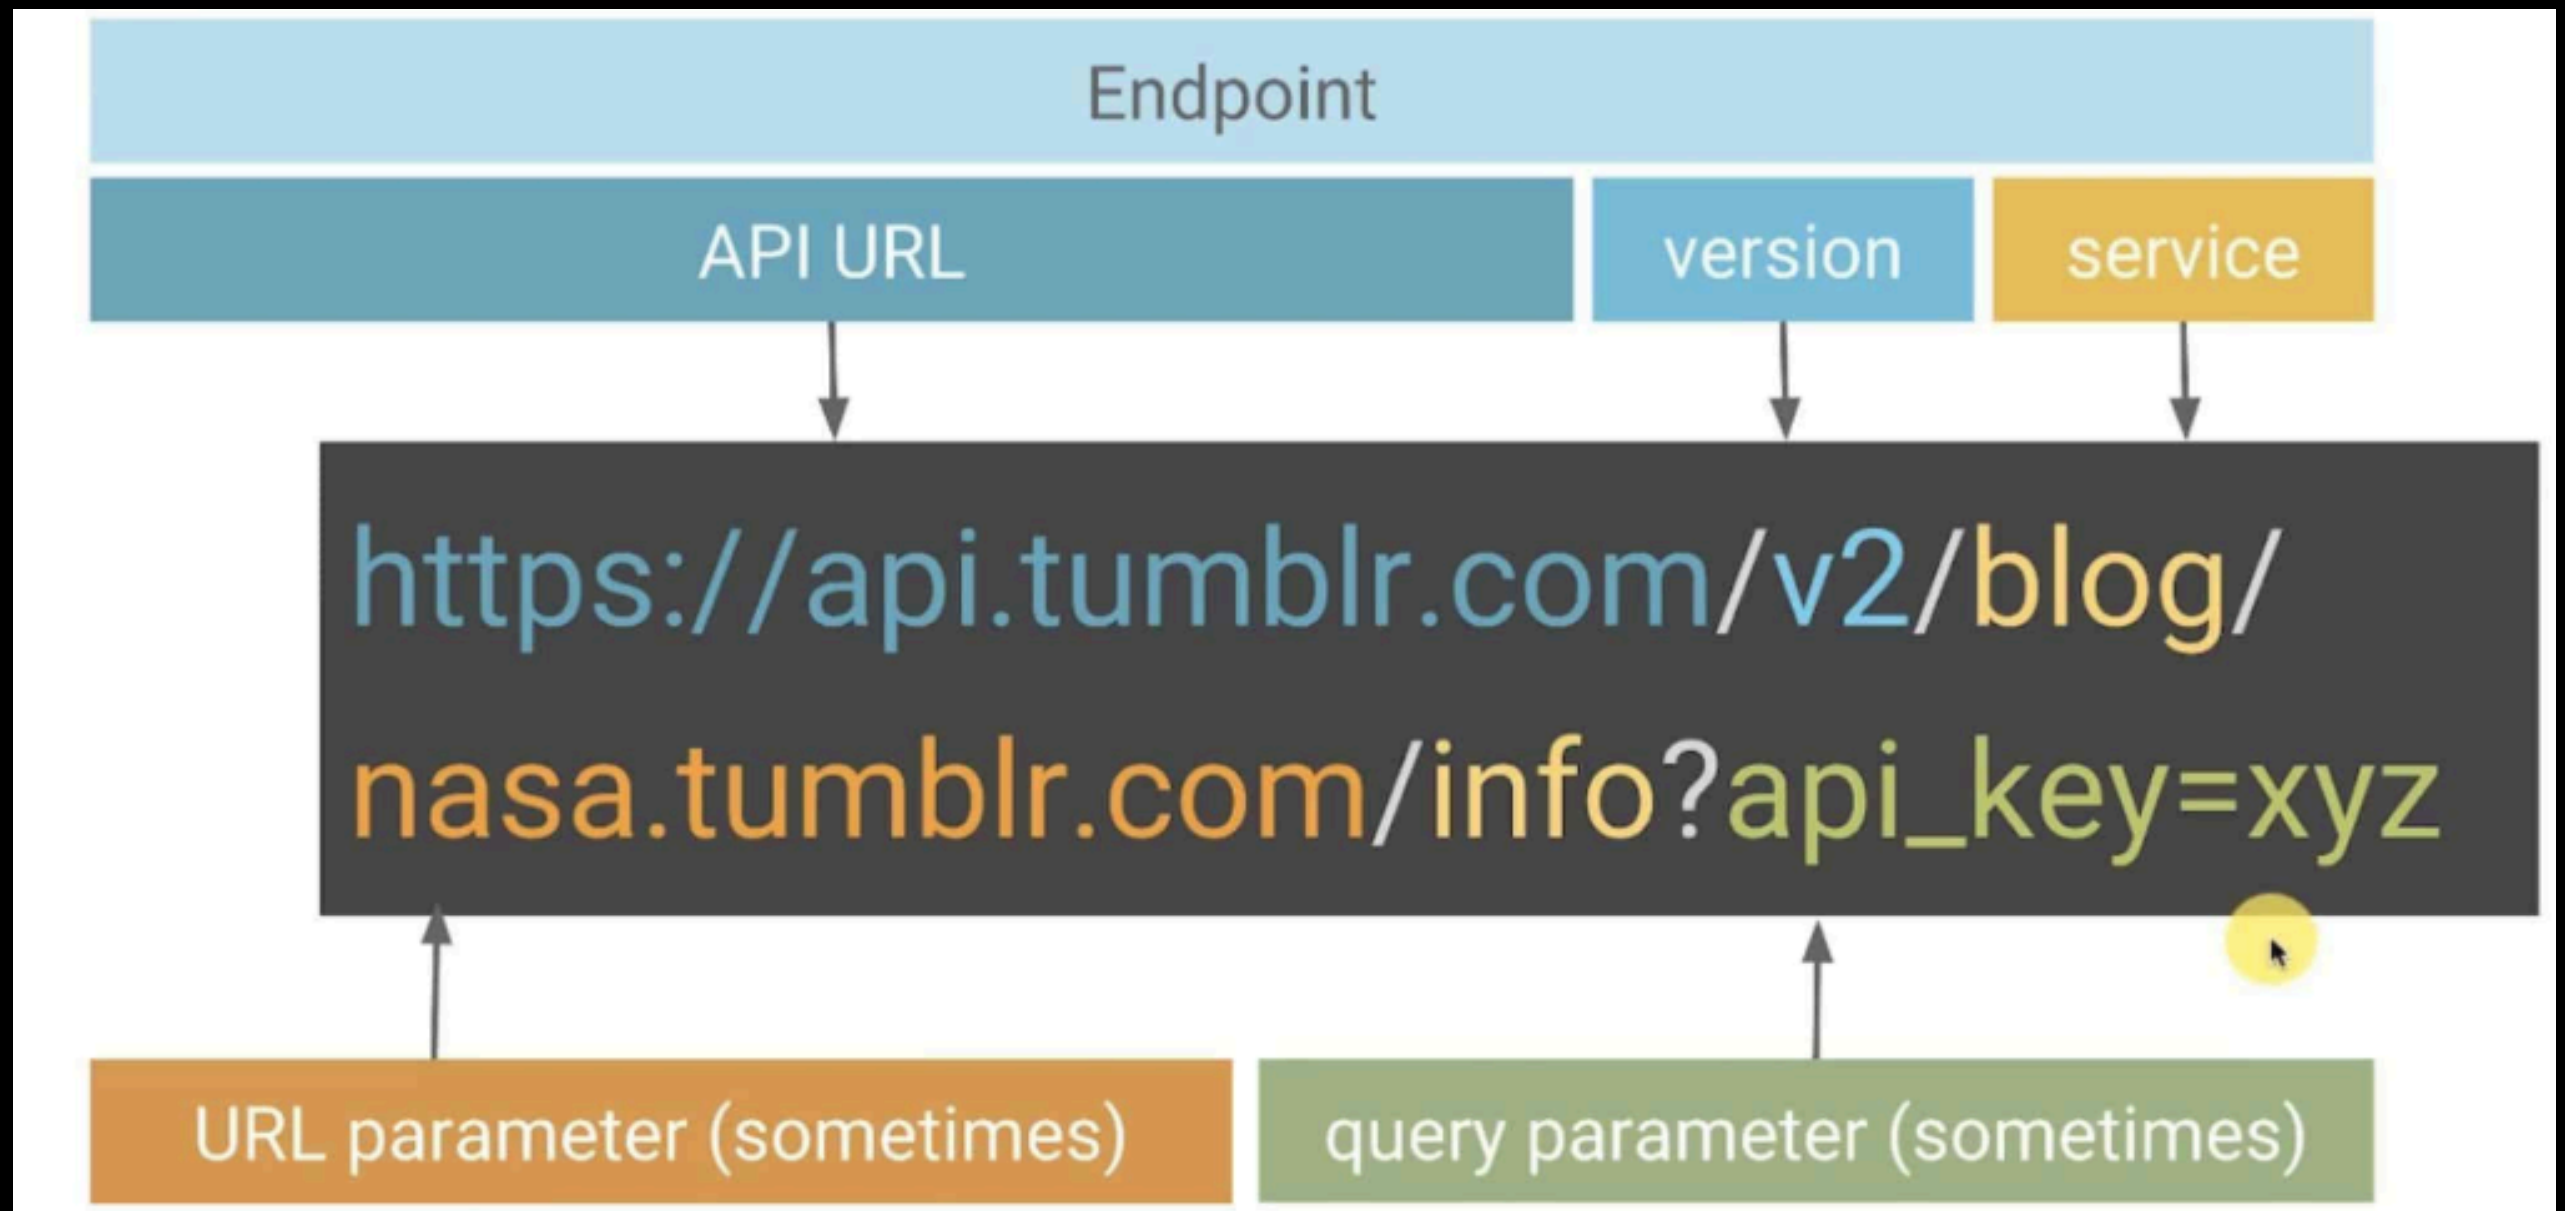 Endpoint
API URL
version
service
https://api.tumblr.com/v2/blog/
nasa.tumblr.com/info?api_key=xyz
URL parameter (sometimes)
query parameter (sometimes)